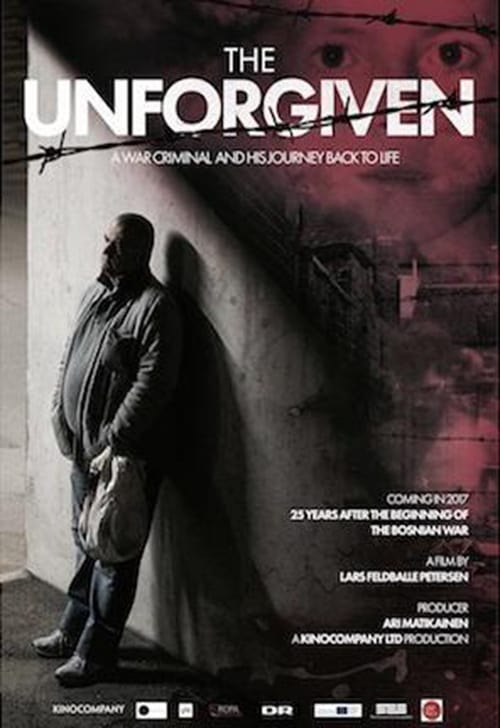 THE
UNFORGIVEN
A WAR CRIMINAL AND HIS JOURNEY BACK TO LIFE
COMING IN 2017
25 YEARS AFTER THE BEGINNING OF
THE BOSNIAN WAR
A FILM BY
LARS FELDBALLE PETERSEN
PRODUCER
ARI MATIKAINEN
A KINOCOMPANY LTD PRODUCTION
KINOCOMPANY
DR